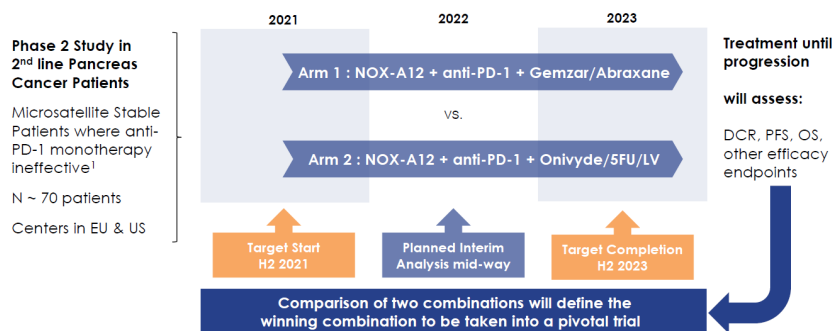 2021
2022
2023
Phase 2 Study in
2nd line Pancreas
Cancer Patients
Microsatellite Stable
Patients where anti-
PD-1 monotherapy
ineffective1
N ~ 70 patients
Centers in EU & US
Arm 1 : NOX-A12 + anti-PD-1 + Gemzar/Abraxane
vs.
Arm 2 : NOX-A12 + anti-PD-1 + Onivyde/5FU/LV
Treatment until
progression
will assess:
DCR, PFS, OS,
other efficacy
endpoints
Target Start
H2 2021
Planned Interim
Analysis mid-way
Target Completion
H2 2023
Comparison of two combinations will define the
winning combination to be taken into a pivotal trial